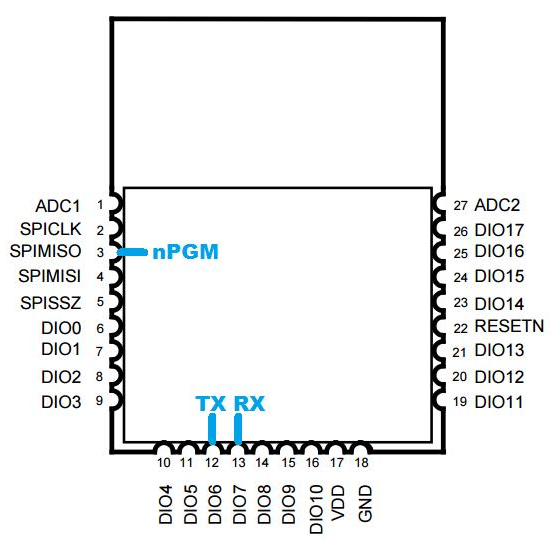 ADC1 1 27 ADC2
SPICLK 2 26 DIO17
SPIMISO 3 nPGM 25 DIO16
SPIMISI 4 24 DIO15
SPISSZ 5 23 DIO14
DIO0 6 22 RESETN
DIO1 7 21 DIO13
DIO2 8 20 DIO12
DIO3 9 19 DIO11
TX RX
10 11 12 13 14 15 16 17 18
DIO4 DIO5 DIO6 DIO7 DIO8 DIO9 DIO10 VDD GND